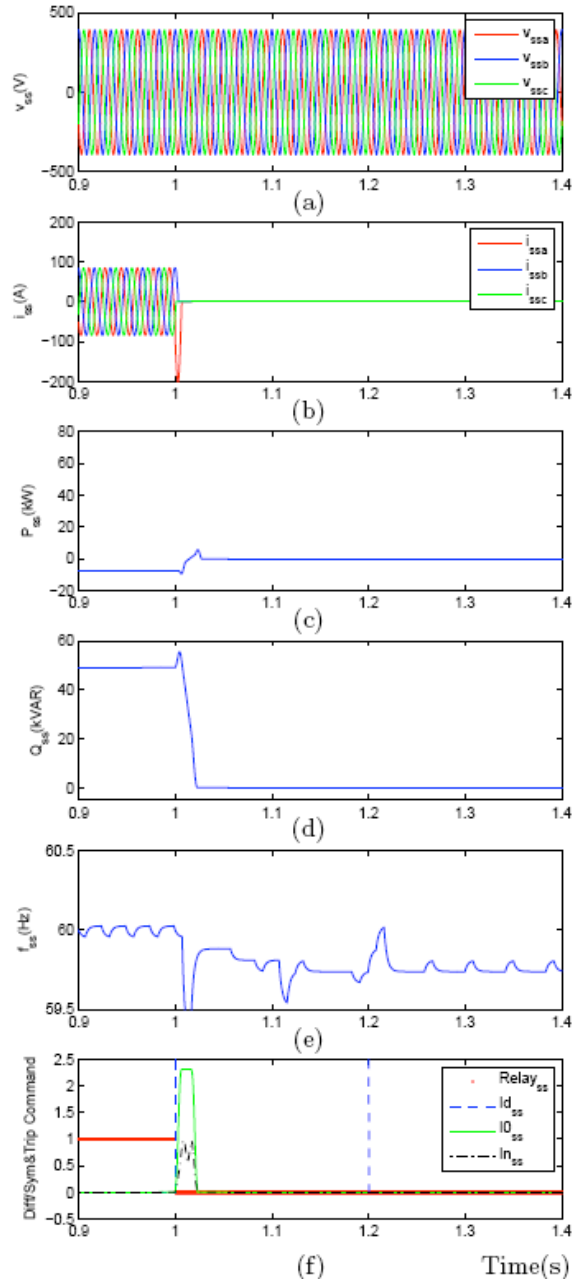 500
0
−500
v_ss(V)
v_ssa
v_ssb
v_ssc
0.9 1 1.1 1.2 1.3 1.4
(a)
200
100
0
−100
−200
i_ss(A)
i_ssa
i_ssb
i_ssc
0.9 1 1.1 1.2 1.3 1.4
(b)
80
60
40
20
0
−20
P_ss(kW)
0.9 1 1.1 1.2 1.3 1.4
(c)
60
40
20
0
Q_ss(kVAR)
0.9 1 1.1 1.2 1.3 1.4
(d)
60.5
60
59.5
f_ss(Hz)
0.9 1 1.1 1.2 1.3 1.4
(e)
2.5
2
1.5
1
0.5
0
−0.5
Diff/Sym&Trip Command
Relay_ss
Id_ss
I0_ss
In_ss
0.9 1 1.1 1.2 1.3 1.4
(f) Time(s)